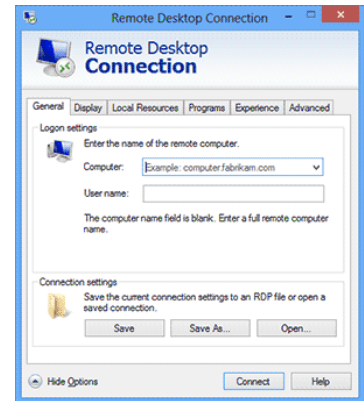 Remote Desktop Connection
Remote Desktop
Connection
General Display Local Resources Programs Experience Advanced
Logon settings
Enter the name of the remote computer.
Computer: Example: computer.fabrikam.com
User name:
The computer name field is blank. Enter a full remote computer
name.
Connection settings
Save the current connection settings to an RDP file or open a
saved connection.
Save Save As... Open...
Hide Options Connect Help